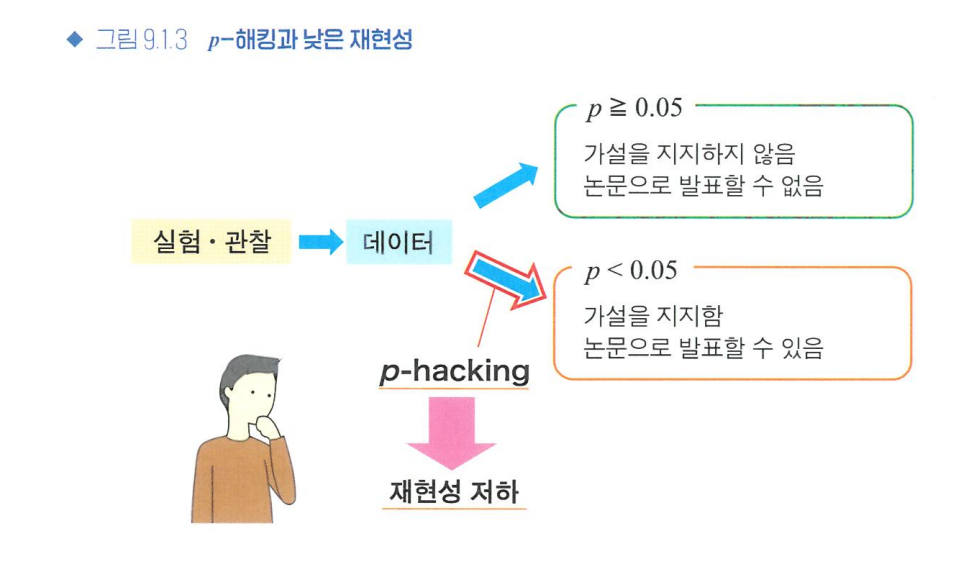 ◆ 그림 9.1.3 p-해킹과 낮은 재현성
p ≧ 0.05
가설을 지지하지 않음
논문으로 발표할 수 없음
실험·관찰
데이터
p < 0.05
가설을 지지함
논문으로 발표할 수 있음
p-hacking
재현성 저하